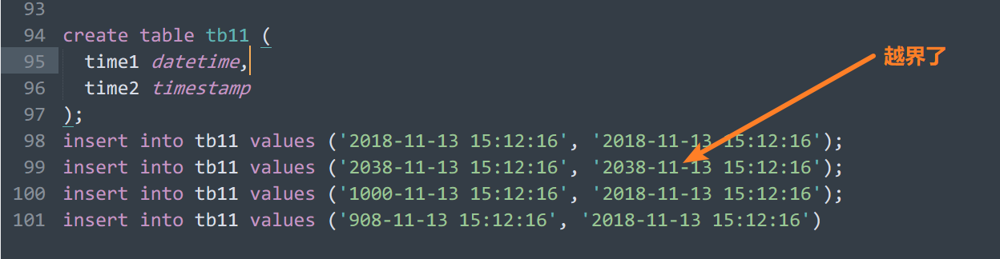 93
94 create table tb11 (
越界了
95   time1 datetime,
96   time2 timestamp
97 );
98 insert into tb11 values ('2018-11-13 15:12:16', '2018-11-13 15:12:16');
99 insert into tb11 values ('2038-11-13 15:12:16', '2038-11-13 15:12:16');
100 insert into tb11 values ('1000-11-13 15:12:16', '2018-11-13 15:12:16');
101 insert into tb11 values ('908-11-13 15:12:16', '2018-11-13 15:12:16')